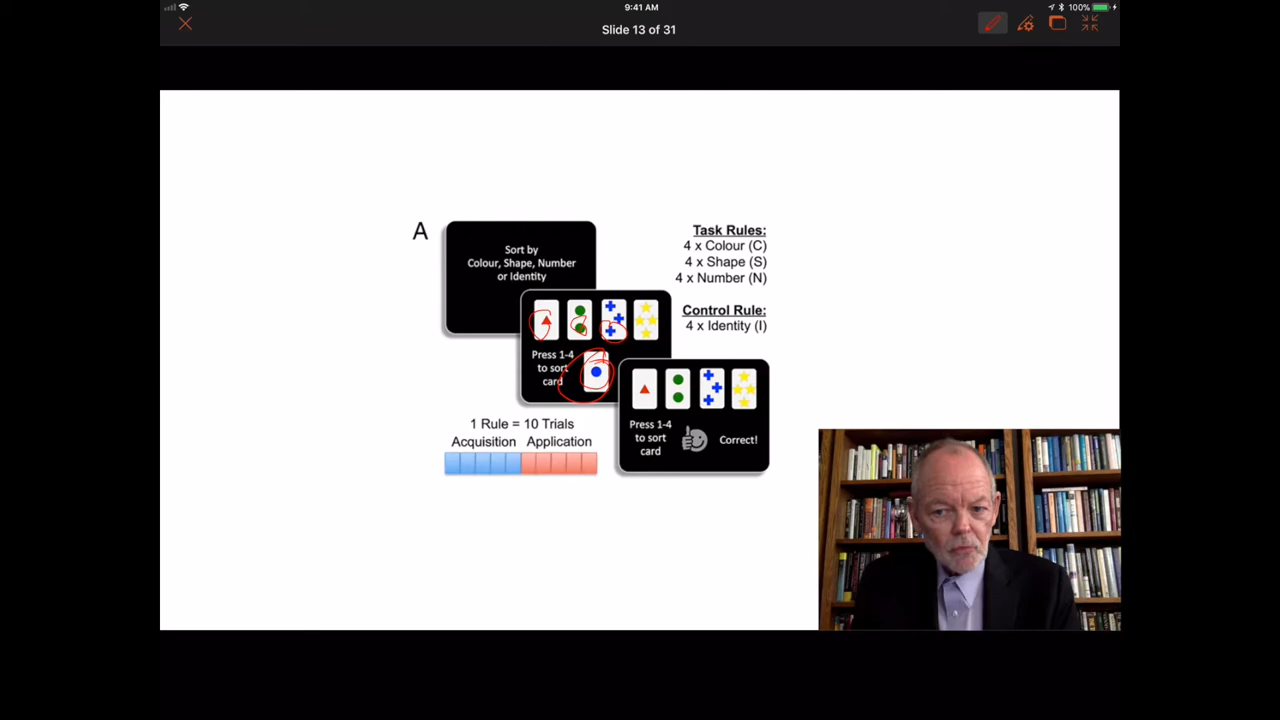 9:41 AM
100%
Slide 13 of 31
A
Sort by
Colour, Shape, Number
or Identity
Task Rules:
4 x Colour (C)
4 x Shape (S)
4 x Number (N)
Control Rule:
4 x Identity (I)
Press 1-4
to sort
card
1 Rule = 10 Trials
Acquisition Application
Press 1-4
to sort
card
Correct!